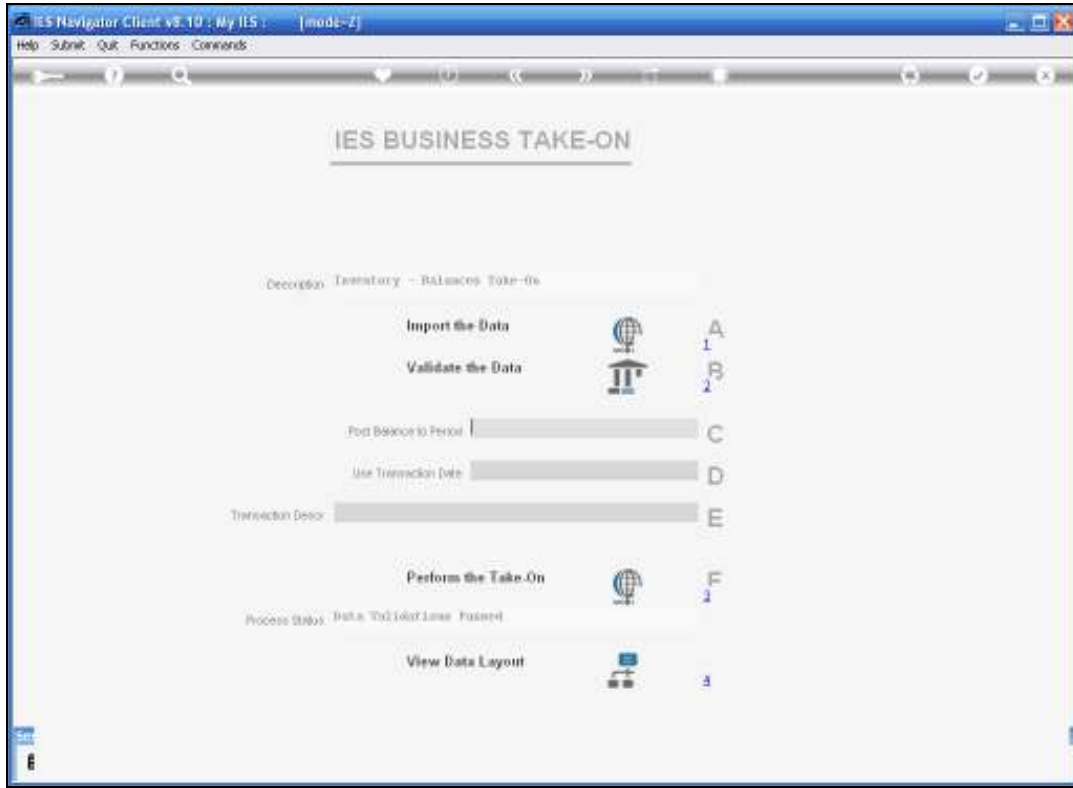 IES Navigator Client v8.10 : My IES : [mode=2]
Help Submit Quit Functions Commands
IES BUSINESS TAKE-ON
Description Inventory - Balances Take-On
Import the Data A
1
Validate the Data B
2
Post Balance to Period C
Use Transaction Date D
Transaction Descr E
Perform the Take-On F
3
Process Status Data Validations Passed
View Data Layout
4